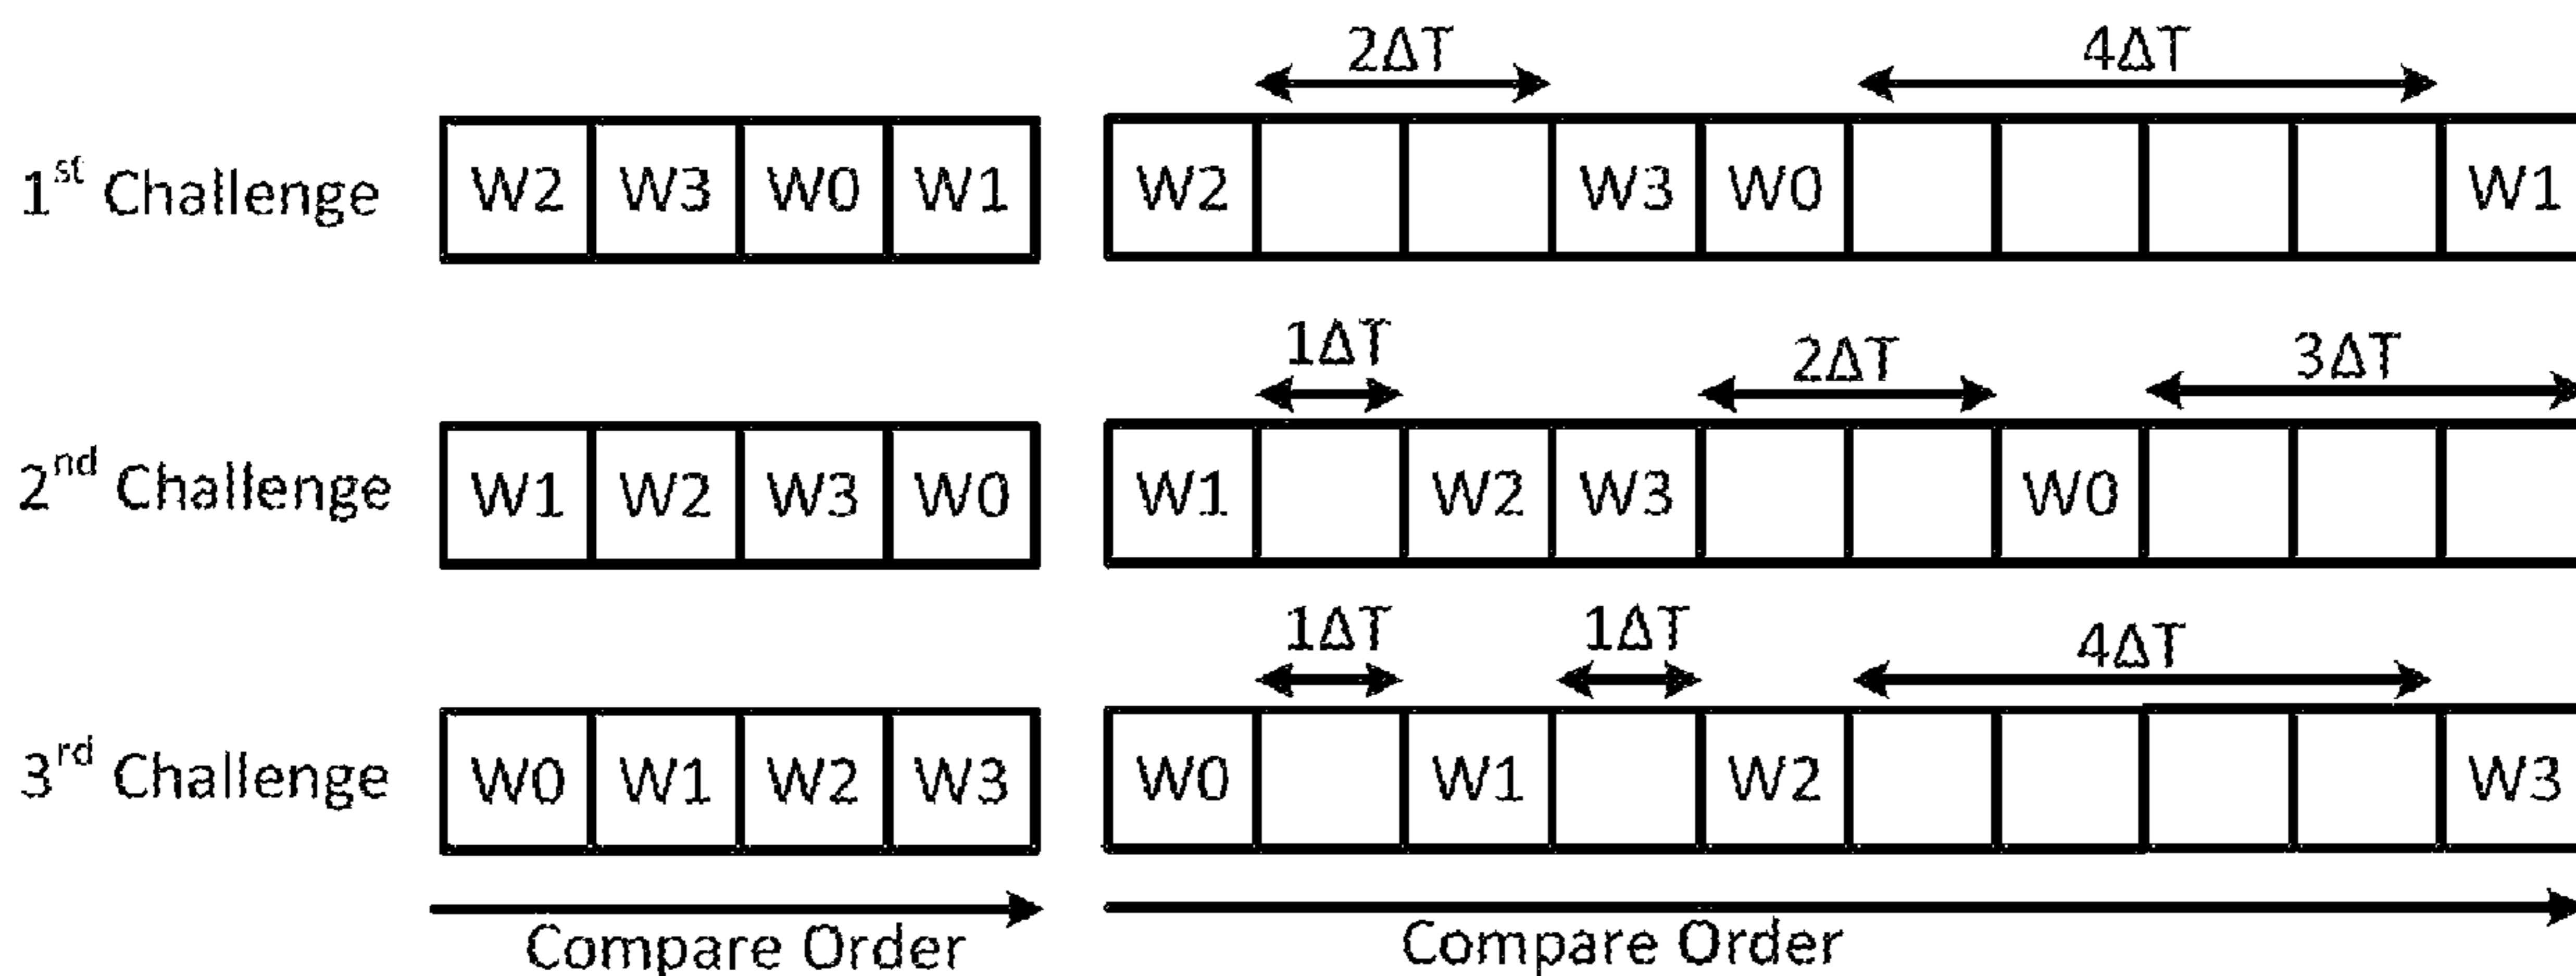 2ΔT 4ΔT
1st Challenge W2 W3 W0 W1 W2 W3 W0 W1
1ΔT 2ΔT 3ΔT
2nd Challenge W1 W2 W3 W0 W1 W2 W3 W0
1ΔT 1ΔT 4ΔT
3rd Challenge W0 W1 W2 W3 W0 W1 W2 W3
Compare Order Compare Order